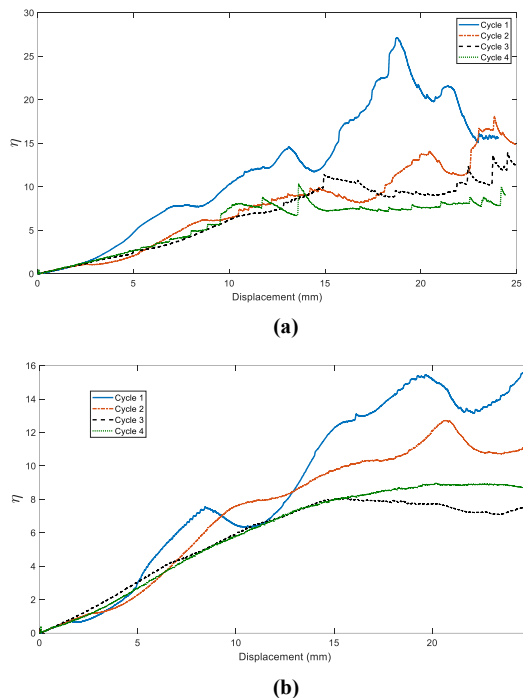 30
25
20
15
10
5
0
η
Cycle 1
Cycle 2
Cycle 3
Cycle 4
0 5 10 15 20 25
Displacement (mm)
(a)
16
14
12
10
8
6
4
2
0
η
Cycle 1
Cycle 2
Cycle 3
Cycle 4
0 5 10 15 20
Displacement (mm)
(b)